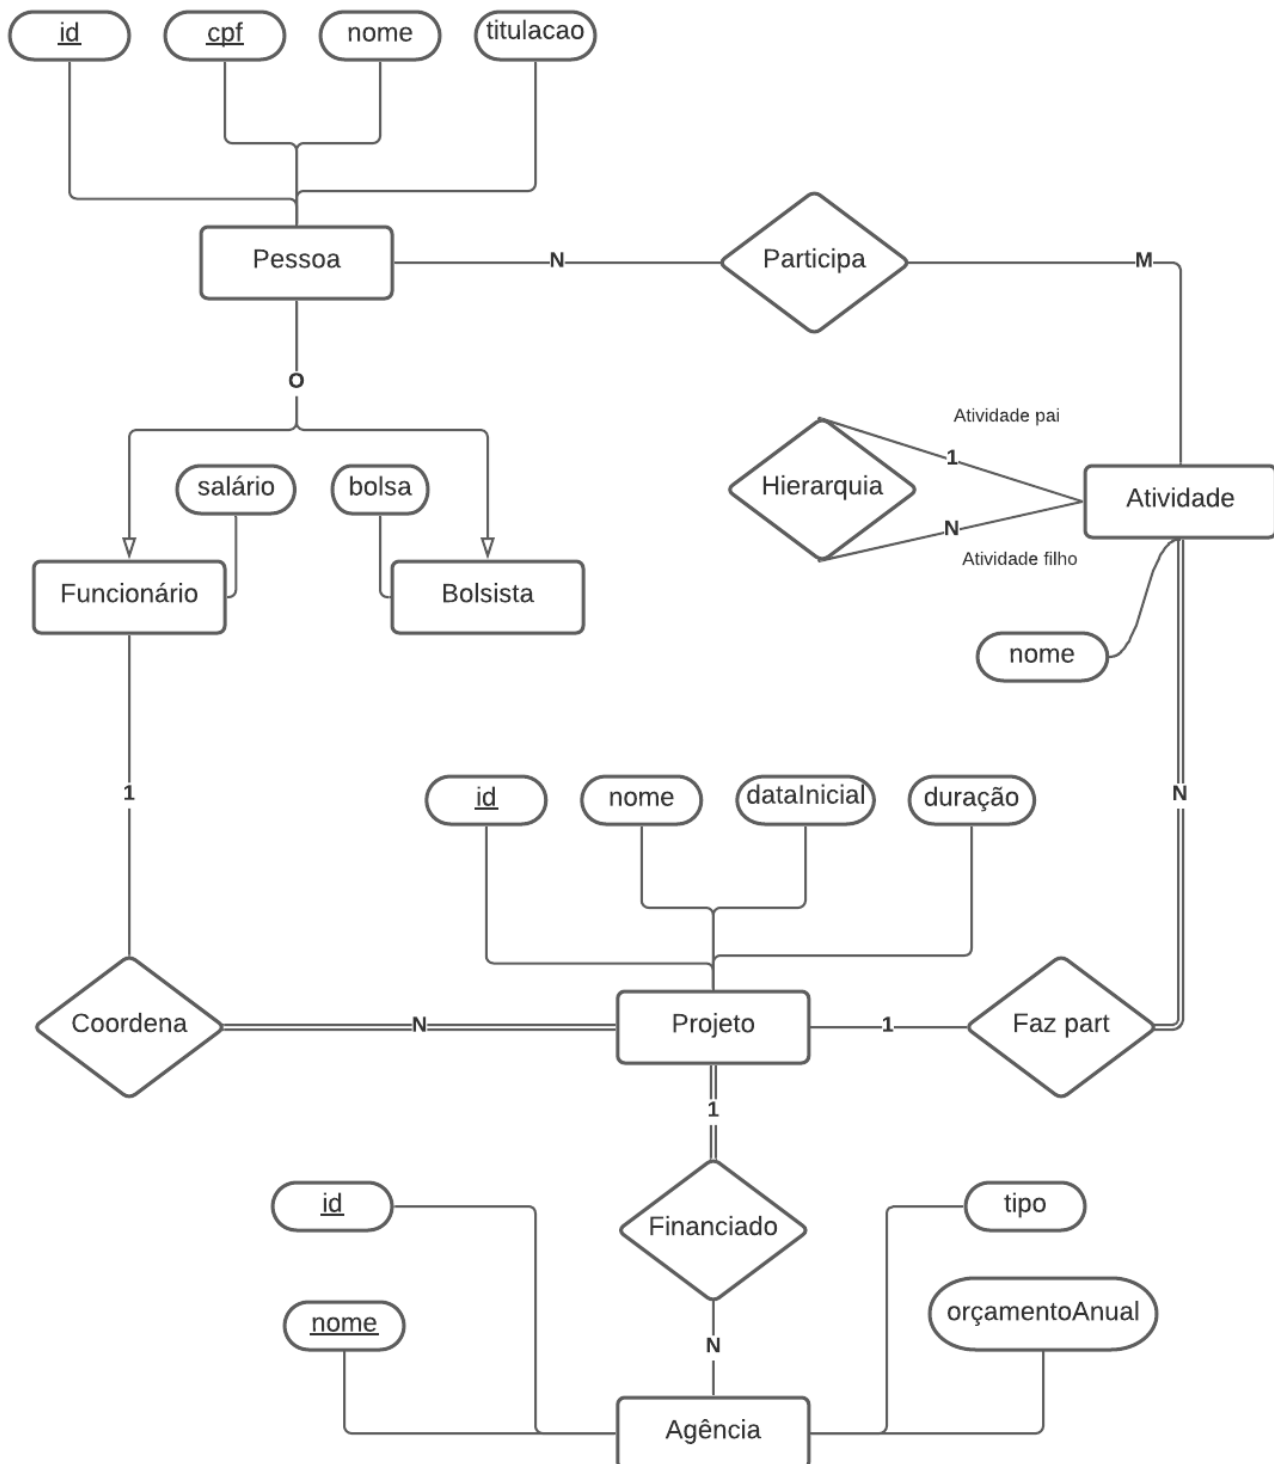 id
cpf
nome
titulacao
Pessoa
N
Participa
M
O
Atividade pai
1
Hierarquia
Atividade
N
Atividade filho
salário
bolsa
Funcionário
Bolsista
nome
1
N
id
nome
dataInicial
duração
Coordena
N
Projeto
1
Faz part
1
id
Financiado
tipo
nome
orçamentoAnual
N
Agência